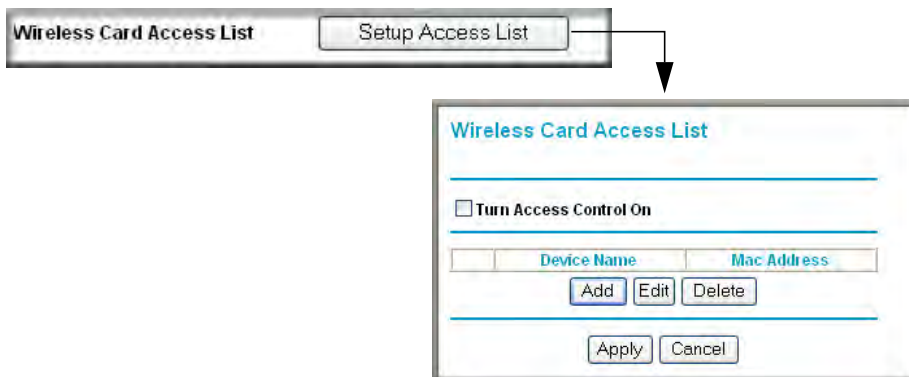 Wireless Card Access List Setup Access List
Wireless Card Access List
Turn Access Control On
Device Name Mac Address
Add Edit Delete
Apply Cancel